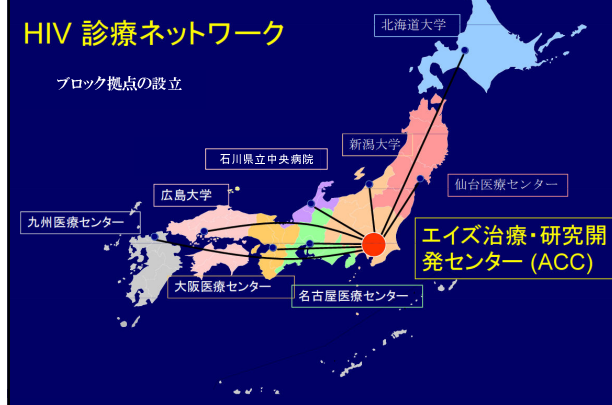 HIV 診療ネットワーク
北海道大学
ブロック拠点の設立
新潟大学
石川県立中央病院
仙台医療センター
広島大学
九州医療センター
エイズ治療・研究開
発センター (ACC)
大阪医療センター
名古屋医療センター